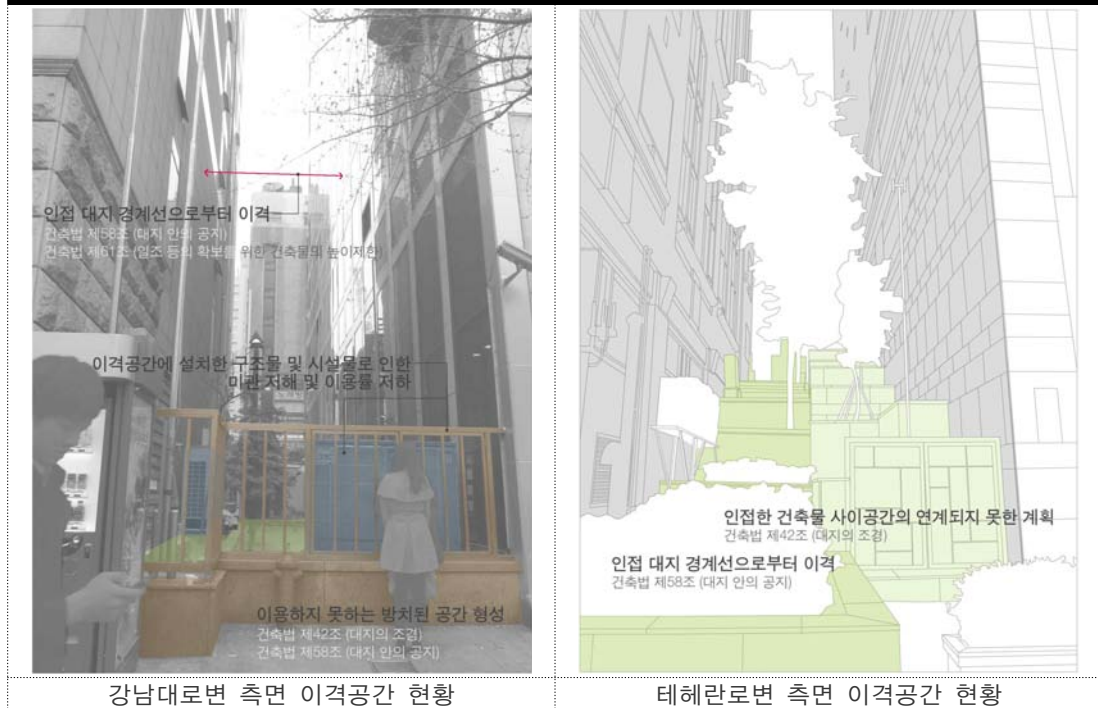 인접 대지 경계선으로부터 이격
건축법 제58조 (대지 안의 공지)
건축법 제61조 (일조 등의 확보를 위한 건축물의 높이제한)
이격공간에 설치한 구조물 및 시설물로 인한
미관 저해 및 이용률 저하
이용하지 못하는 방치된 공간 형성
건축법 제42조 (대지의 조경)
건축법 제58조 (대지 안의 공지)
강남대로변 측면 이격공간 현황
인접한 건축물 사이공간의 연계되지 못한 계획
건축법 제42조 (대지의 조경)
인접 대지 경계선으로부터 이격
건축법 제58조 (대지 안의 공지)
테헤란로변 측면 이격공간 현황